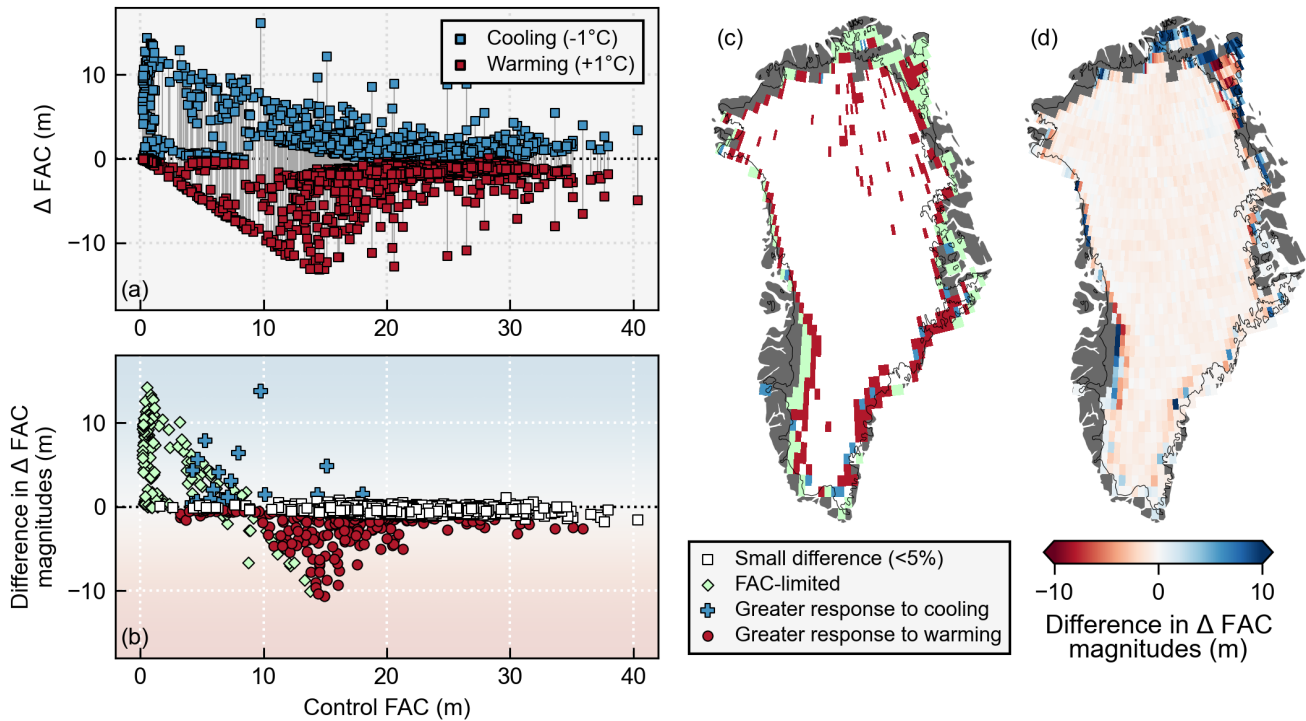 Cooling (-1°C)
Warming (+1°C)
Δ FAC (m)
10
0
−10
(a)
0
10
20
30
40
Difference in Δ FAC
magnitudes (m)
10
0
−10
(b)
0
10
20
30
40
Control FAC (m)
(c)
(d)
Small difference (<5%)
FAC-limited
Greater response to cooling
Greater response to warming
−10
0
10
Difference in Δ FAC
magnitudes (m)